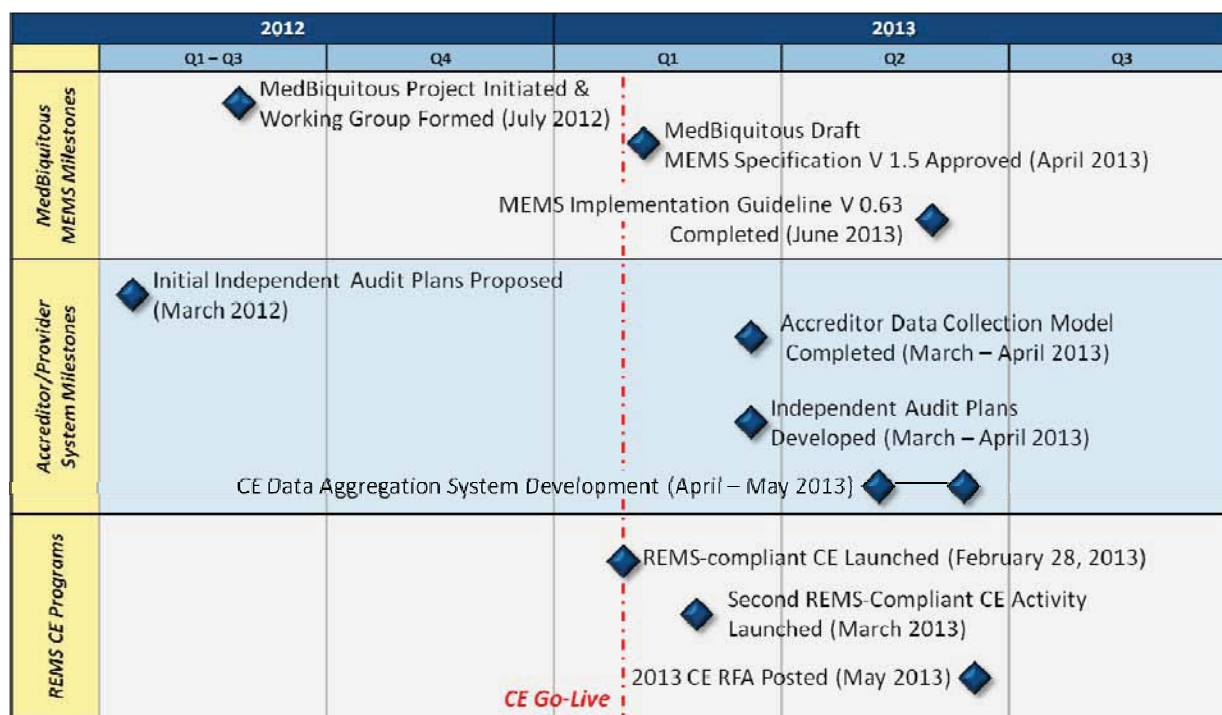 2012
2013
Q1 – Q3
Q4
Q1
Q2
Q3
MedBiquitous
MEMS Milestones
MedBiquitous Project Initiated &
Working Group Formed (July 2012)
MedBiquitous Draft
MEMS Specification V 1.5 Approved (April 2013)
MEMS Implementation Guideline V 0.63
Completed (June 2013)
Accreditor/Provider
System Milestones
Initial Independent Audit Plans Proposed
(March 2012)
Accreditor Data Collection Model
Completed (March – April 2013)
Independent Audit Plans
Developed (March – April 2013)
CE Data Aggregation System Development (April – May 2013)
REMS CE Programs
REMS-compliant CE Launched (February 28, 2013)
Second REMS-Compliant CE Activity
Launched (March 2013)
2013 CE RFA Posted (May 2013)
CE Go-Live